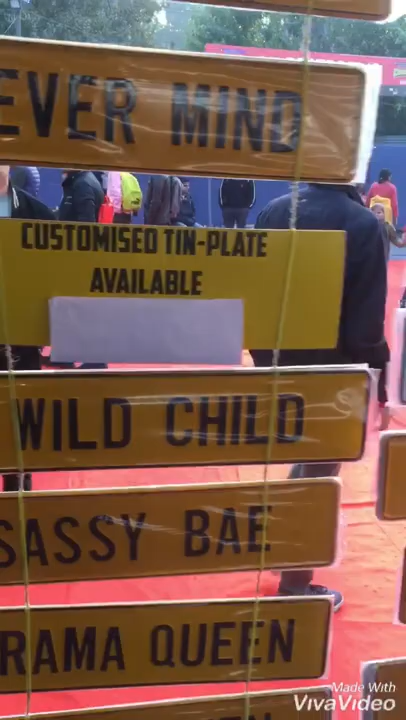 EVER MIND
CUSTOMISED TIN-PLATE
AVAILABLE
WILD CHILD
SASSY BAE
RAMA QUEEN
Made With
VivaVideo